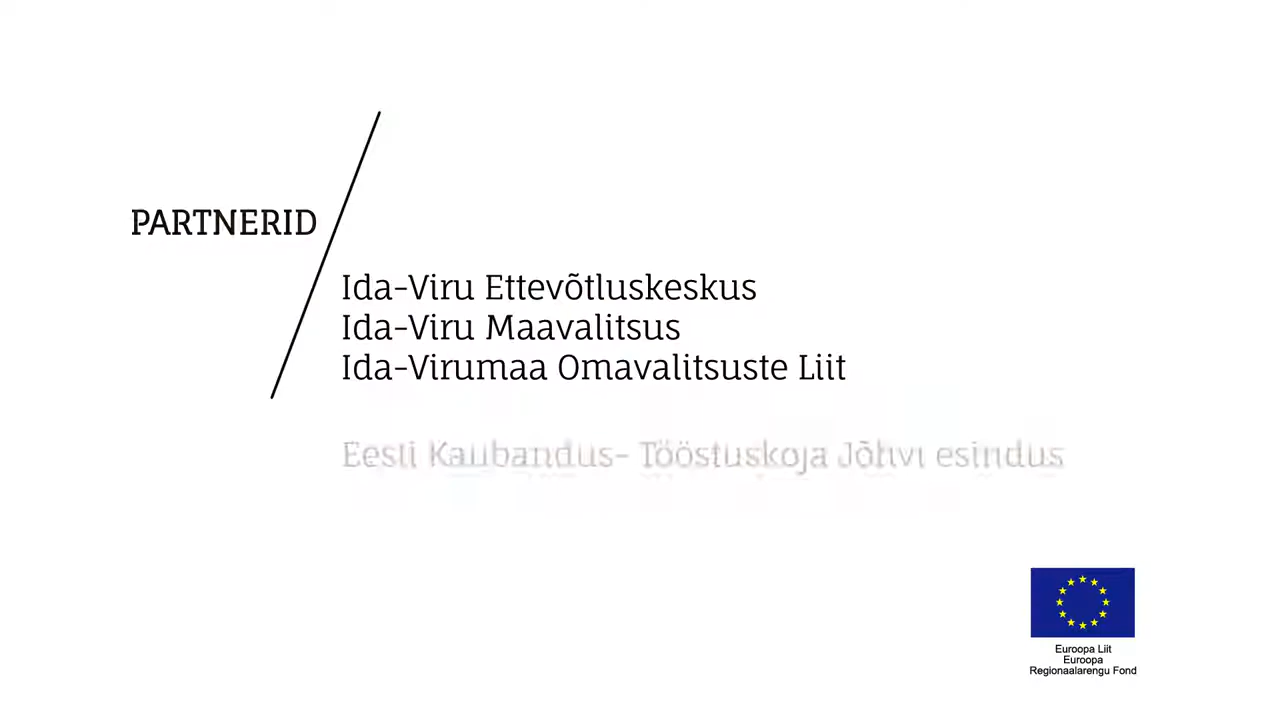 PARTNERID
Ida-Viru Ettevõtluskeskus
Ida-Viru Maavalitsus
Ida-Virumaa Omavalitsuste Liit
Eesti Kaubandus- Tööstuskoja Jõhvi esindus
Euroopa Liit
Euroopa
Regionaalarengu Fond